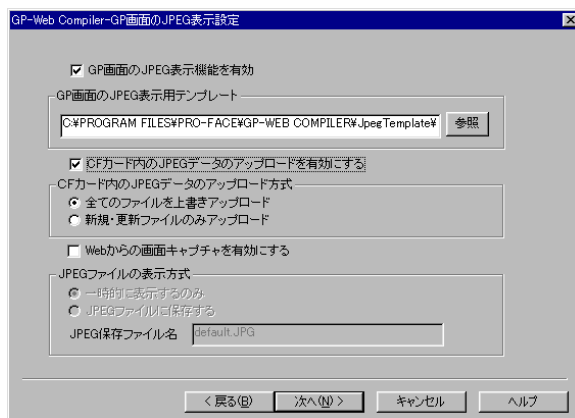 GP-Web Compiler-GP画面のJPEG表示設定
GP画面のJPEG表示機能を有効
GP画面のJPEG表示用テンプレート
C:¥PROGRAM FILES¥PRO-FACE¥GP-WEB COMPILER¥JpegTemplate¥
参照
CFカード内のJPEGデータのアップロードを有効にする
CFカード内のJPEGデータのアップロード方式
全てのファイルを上書きアップロード
新規・更新ファイルのみアップロード
Webからの画面キャプチャを有効にする
JPEGファイルの表示方式
一時的に表示するのみ
JPEGファイルに保存する
JPEG保存ファイル名
default.JPG
< 戻る(B)
次へ(N) >
キャンセル
ヘルプ